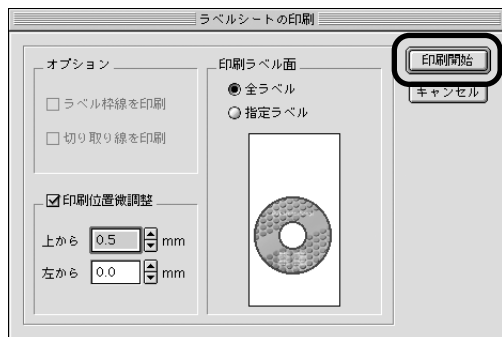 ラベルシートの印刷
オプション
ラベル枠線を印刷
切り取り線を印刷
印刷位置微調整
上から 0.5 mm
左から 0.0 mm
印刷ラベル面
全ラベル
指定ラベル
印刷開始
キャンセル